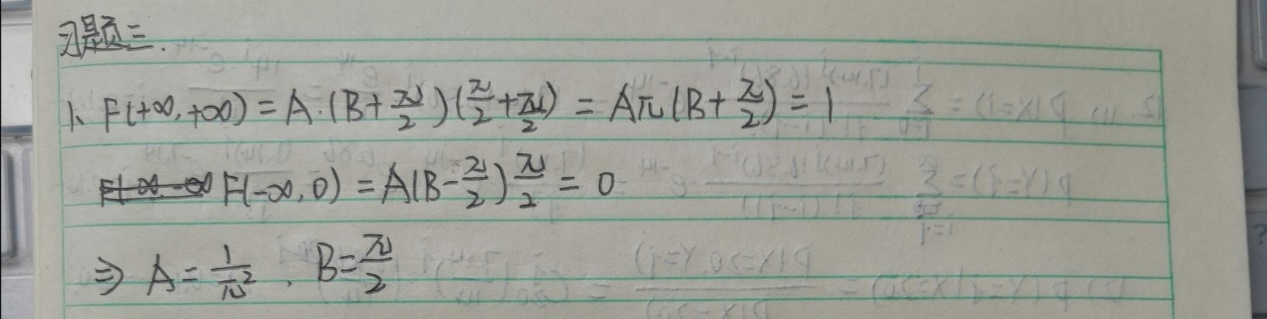 习题三.
1、F(+∞,+∞)=A·(B+π/2)(π/2+π/2)=Aπ(B+π/2)=1
F(-∞,0)=A(B-π/2)π/2=0
⇒ A=1/π², B=π/2